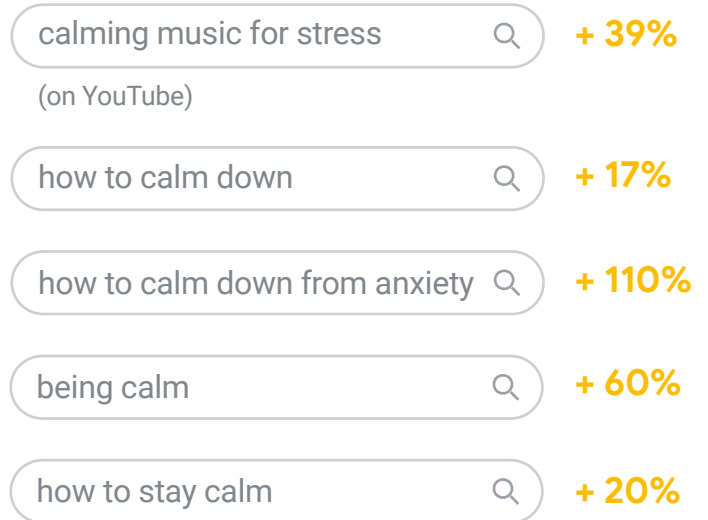 calming music for stress + 39%
(on YouTube)
how to calm down + 17%
how to calm down from anxiety + 110%
being calm + 60%
how to stay calm + 20%